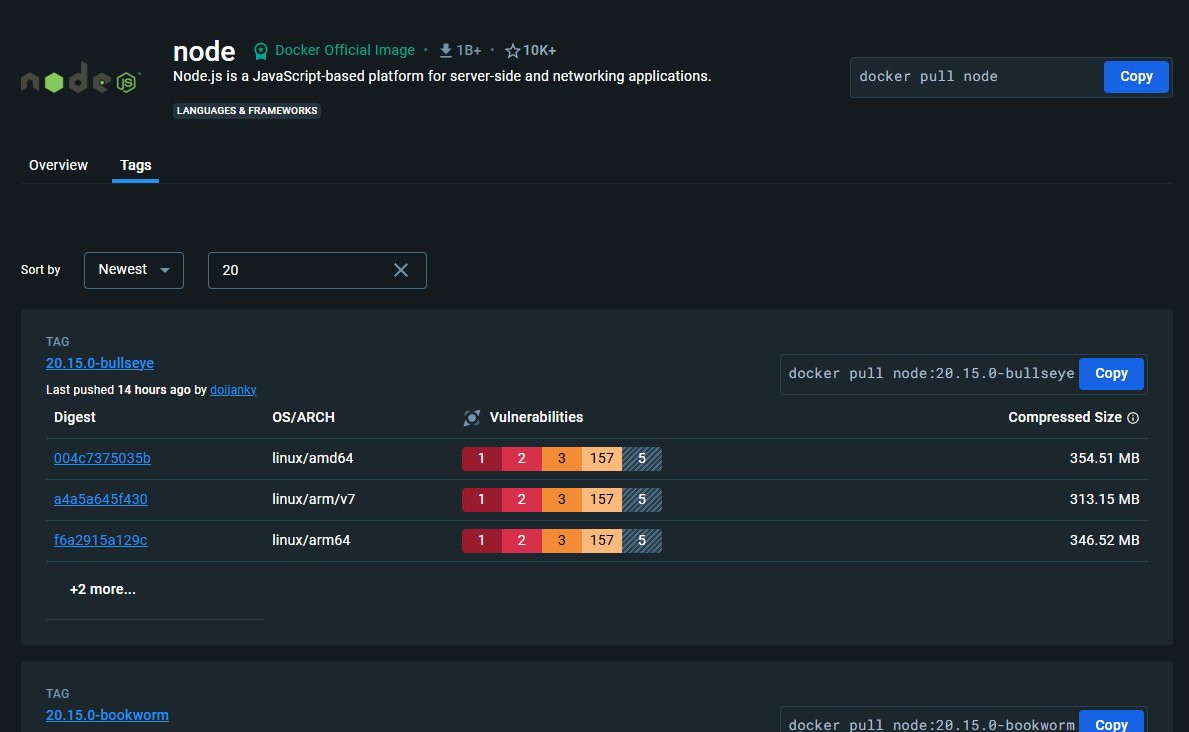 node Docker Official Image • 1B+ • 10K+
Node.js is a JavaScript-based platform for server-side and networking applications.
docker pull node Copy
node JS
LANGUAGES & FRAMEWORKS
Overview Tags
Sort by Newest 20
TAG
20.15.0-bullseye
docker pull node:20.15.0-bullseye Copy
Last pushed 14 hours ago by doijanky
Digest OS/ARCH Vulnerabilities Compressed Size
004c7375035b linux/amd64 1 2 3 157 5 354.51 MB
a4a5a645f430 linux/arm/v7 1 2 3 157 5 313.15 MB
f6a2915a129c linux/arm64 1 2 3 157 5 346.52 MB
+2 more...
TAG
20.15.0-bookworm
docker pull node:20.15.0-bookworm Copy